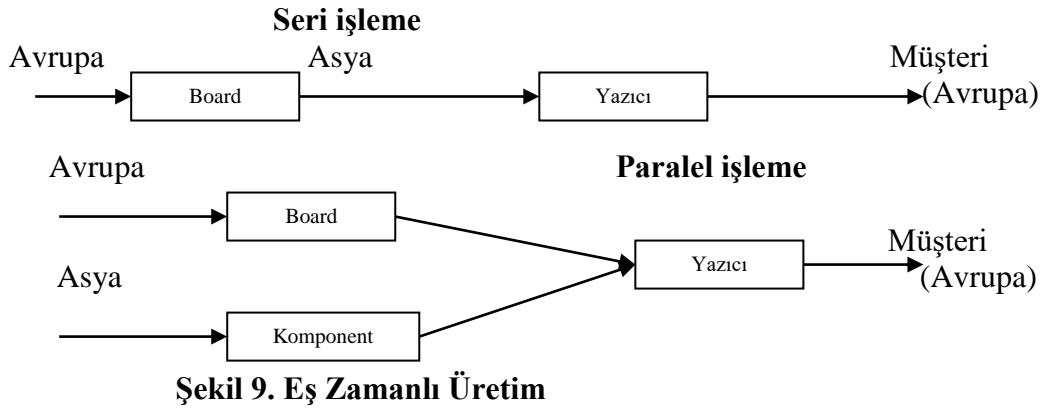 Seri işleme
Avrupa Asya Müşteri
Board Yazıcı (Avrupa)
Avrupa Paralel işleme
Board
Müşteri
Yazıcı
Asya (Avrupa)
Komponent
Şekil 9. Eş Zamanlı Üretim